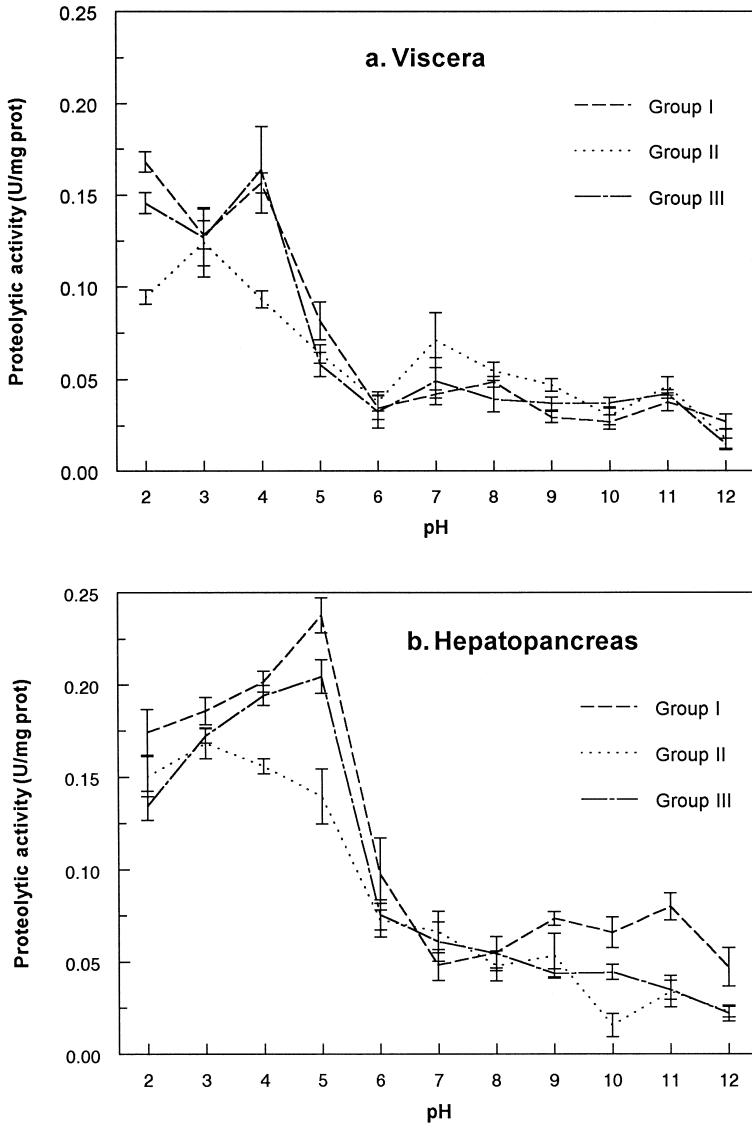 a. Viscera
Proteolytic activity (U/mg prot)
0.25
0.20
0.15
0.10
0.05
0.00
Group I
Group II
Group III
2 3 4 5 6 7 8 9 10 11 12
pH
b. Hepatopancreas
Proteolytic activity (U/mg prot)
0.25
0.20
0.15
0.10
0.05
0.00
Group I
Group II
Group III
2 3 4 5 6 7 8 9 10 11 12
pH